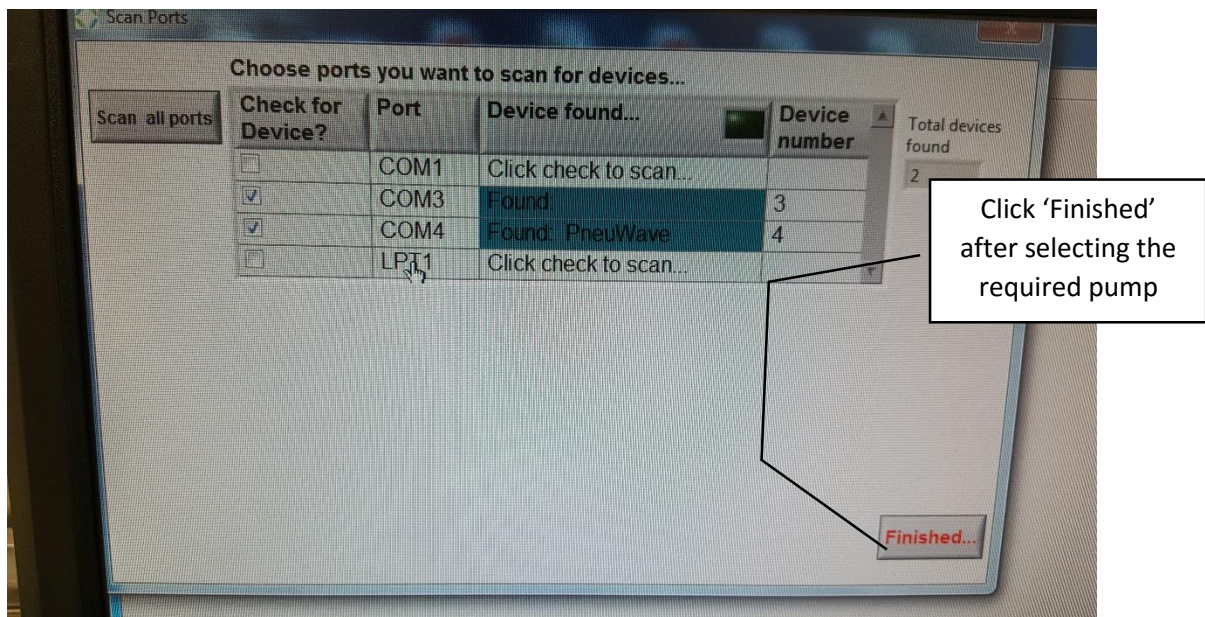 Scan Ports
Choose ports you want to scan for devices...
Scan all ports
Check for Device? Port Device found... Device number
Total devices found
2
COM1 Click check to scan...
COM3 Found: 3
COM4 Found: PneuWave 4
LPT1 Click check to scan...
Click ‘Finished’
after selecting the
required pump
Finished...